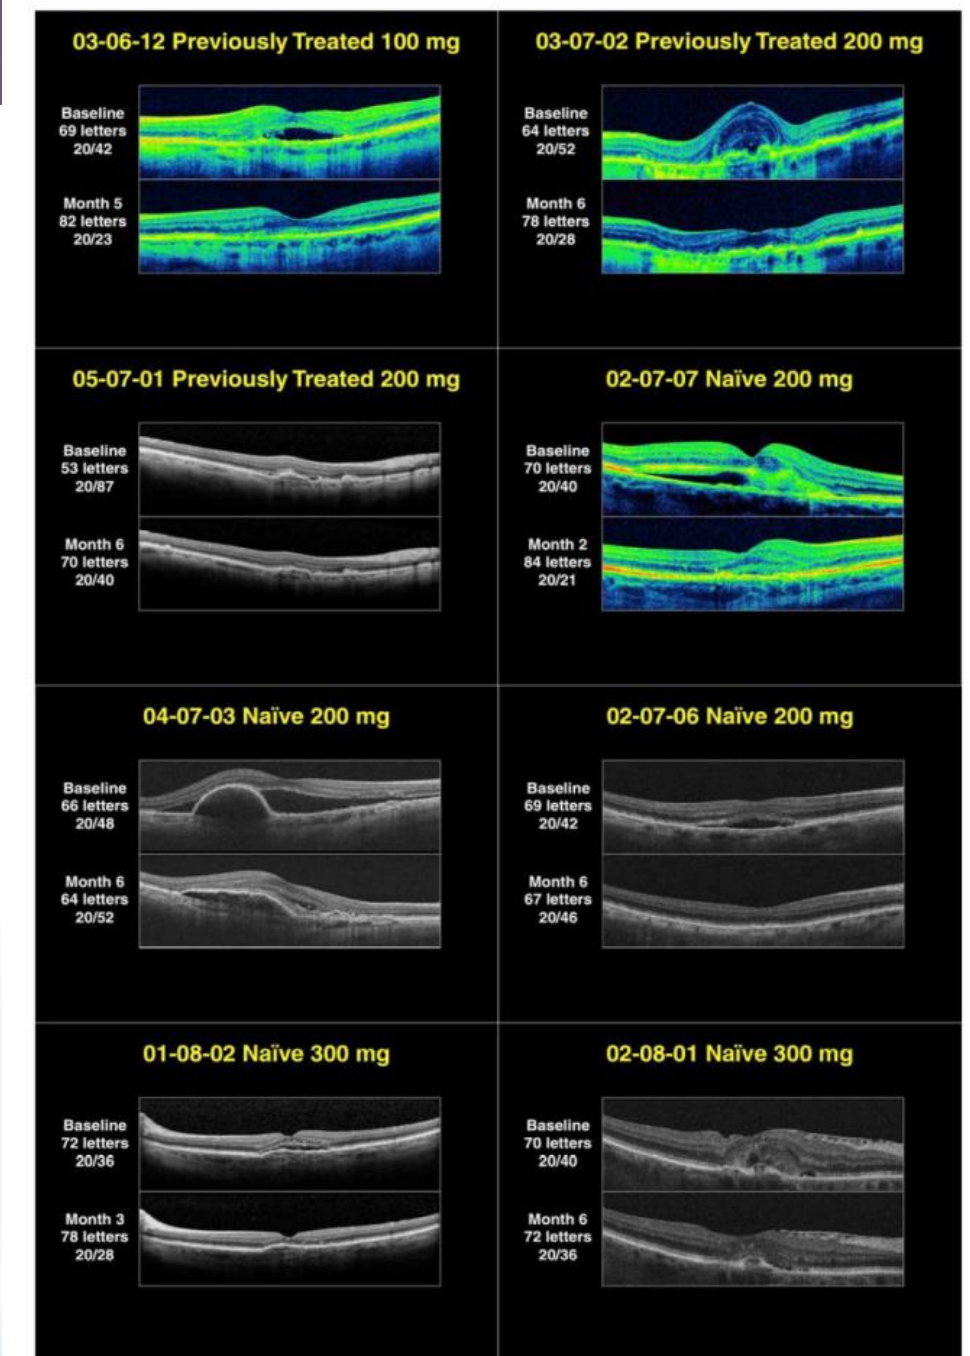 03-06-12 Previously Treated 100 mg
Baseline
69 letters
20/42
Month 5
82 letters
20/23
03-07-02 Previously Treated 200 mg
Baseline
64 letters
20/52
Month 6
78 letters
20/28
05-07-01 Previously Treated 200 mg
Baseline
53 letters
20/87
Month 6
70 letters
20/40
02-07-07 Naïve 200 mg
Baseline
70 letters
20/40
Month 2
84 letters
20/21
04-07-03 Naïve 200 mg
Baseline
66 letters
20/48
Month 6
64 letters
20/52
02-07-06 Naïve 200 mg
Baseline
69 letters
20/42
Month 6
67 letters
20/46
01-08-02 Naïve 300 mg
Baseline
72 letters
20/36
Month 3
78 letters
20/28
02-08-01 Naïve 300 mg
Baseline
70 letters
20/40
Month 6
72 letters
20/36